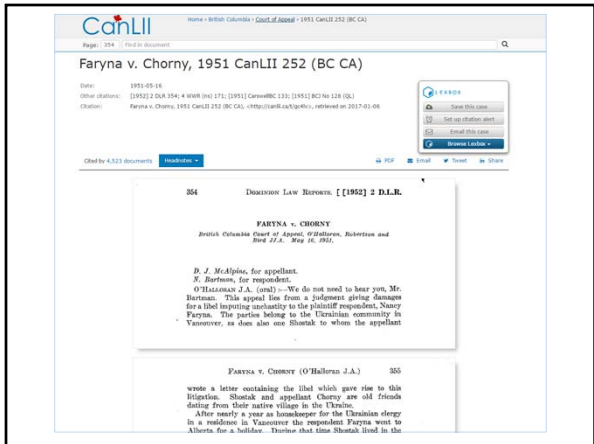 CanLII
Home › British Columbia › Court of Appeal › 1951 CanLII 252 (BC CA)
Page: 354 Find in document
Faryna v. Chorny, 1951 CanLII 252 (BC CA)
Date: 1951-05-16
Other citations: [1952] 2 DLR 354; 4 WWR (ns) 171; [1951] CarswellBC 133; [1951] BCJ No 128 (QL)
Citation: Faryna v. Chorny, 1951 CanLII 252 (BC CA), retrieved on 2017-01-06
LEXBOX
Save this case
Set up citation alert
Email this case
Browse Lexbox
Cited by 4,523 documents Headnotes
PDF Email Tweet Share
354 DOMINION LAW REPORTS. [ [1952] 2 D.L.R.
FARYNA v. CHORNY
British Columbia Court of Appeal, O'Halloran, Robertson and
Bird JJ.A. May 16, 1951.
D. J. McAlpine, for appellant.
N. Bartman, for respondent.
O'HALLORAN J.A. (oral) :—We do not need to hear you, Mr.
Bartman. This appeal lies from a judgment giving damages
for a libel imputing unchastity to the plaintiff respondent, Nancy
Faryna. The parties belong to the Ukrainian community in
Vancouver, as does also one Shostak to whom the appellant
FARYNA v. CHORNY (O'Halloran J.A.) 355
wrote a letter containing the libel which gave rise to this
litigation. Shostak and appellant Chorny are old friends
dating from their native village in the Ukraine.
After nearly a year as housekeeper for the Ukrainian clergy
in a residence in Vancouver the respondent Faryna went to
Alberta for a holiday. During that time Shostak lived in the